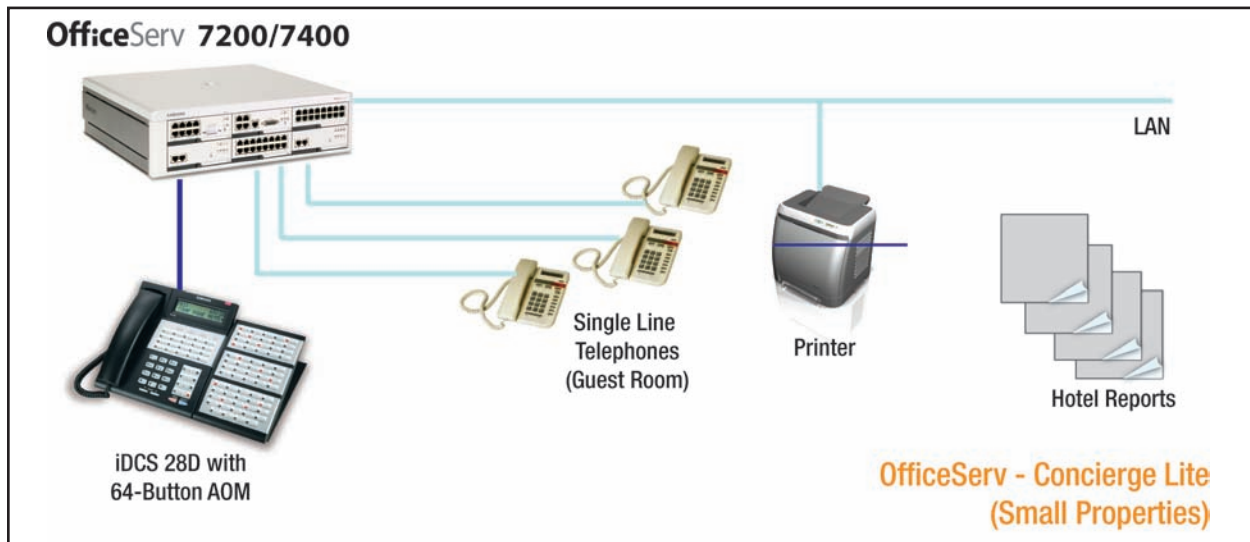 OfficeServ 7200/7400
LAN
Single Line
Telephones
(Guest Room)
Printer
Hotel Reports
iDCS 28D with
64-Button AOM
OfficeServ - Concierge Lite
(Small Properties)